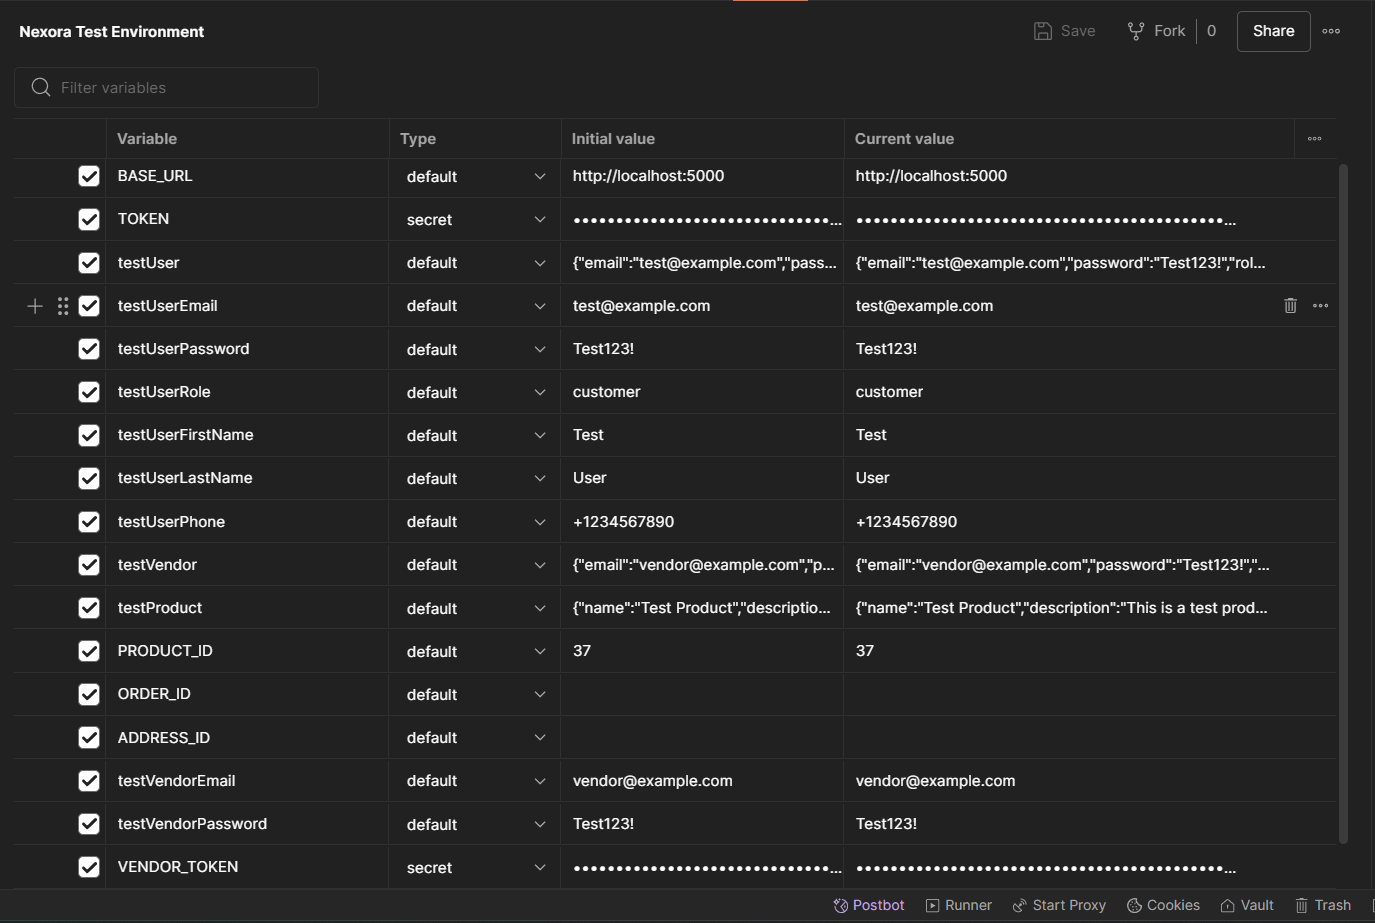 Nexora Test Environment Save Fork 0 Share
Filter variables
Variable Type Initial value Current value
BASE_URL default http://localhost:5000 http://localhost:5000
TOKEN secret ••••••••••••••••••••••••••••••... •••••••••••••••••••••••••••••••••••••••••••...
testUser default {"email":"test@example.com","pass... {"email":"test@example.com","password":"Test123!","rol...
testUserEmail default test@example.com test@example.com
testUserPassword default Test123! Test123!
testUserRole default customer customer
testUserFirstName default Test Test
testUserLastName default User User
testUserPhone default +1234567890 +1234567890
testVendor default {"email":"vendor@example.com","p... {"email":"vendor@example.com","password":"Test123!","...
testProduct default {"name":"Test Product","descriptio... {"name":"Test Product","description":"This is a test prod...
PRODUCT_ID default 37 37
ORDER_ID default
ADDRESS_ID default
testVendorEmail default vendor@example.com vendor@example.com
testVendorPassword default Test123! Test123!
VENDOR_TOKEN secret ••••••••••••••••••••••••••••••... •••••••••••••••••••••••••••••••••••••••••••...
Postbot Runner Start Proxy Cookies Vault Trash